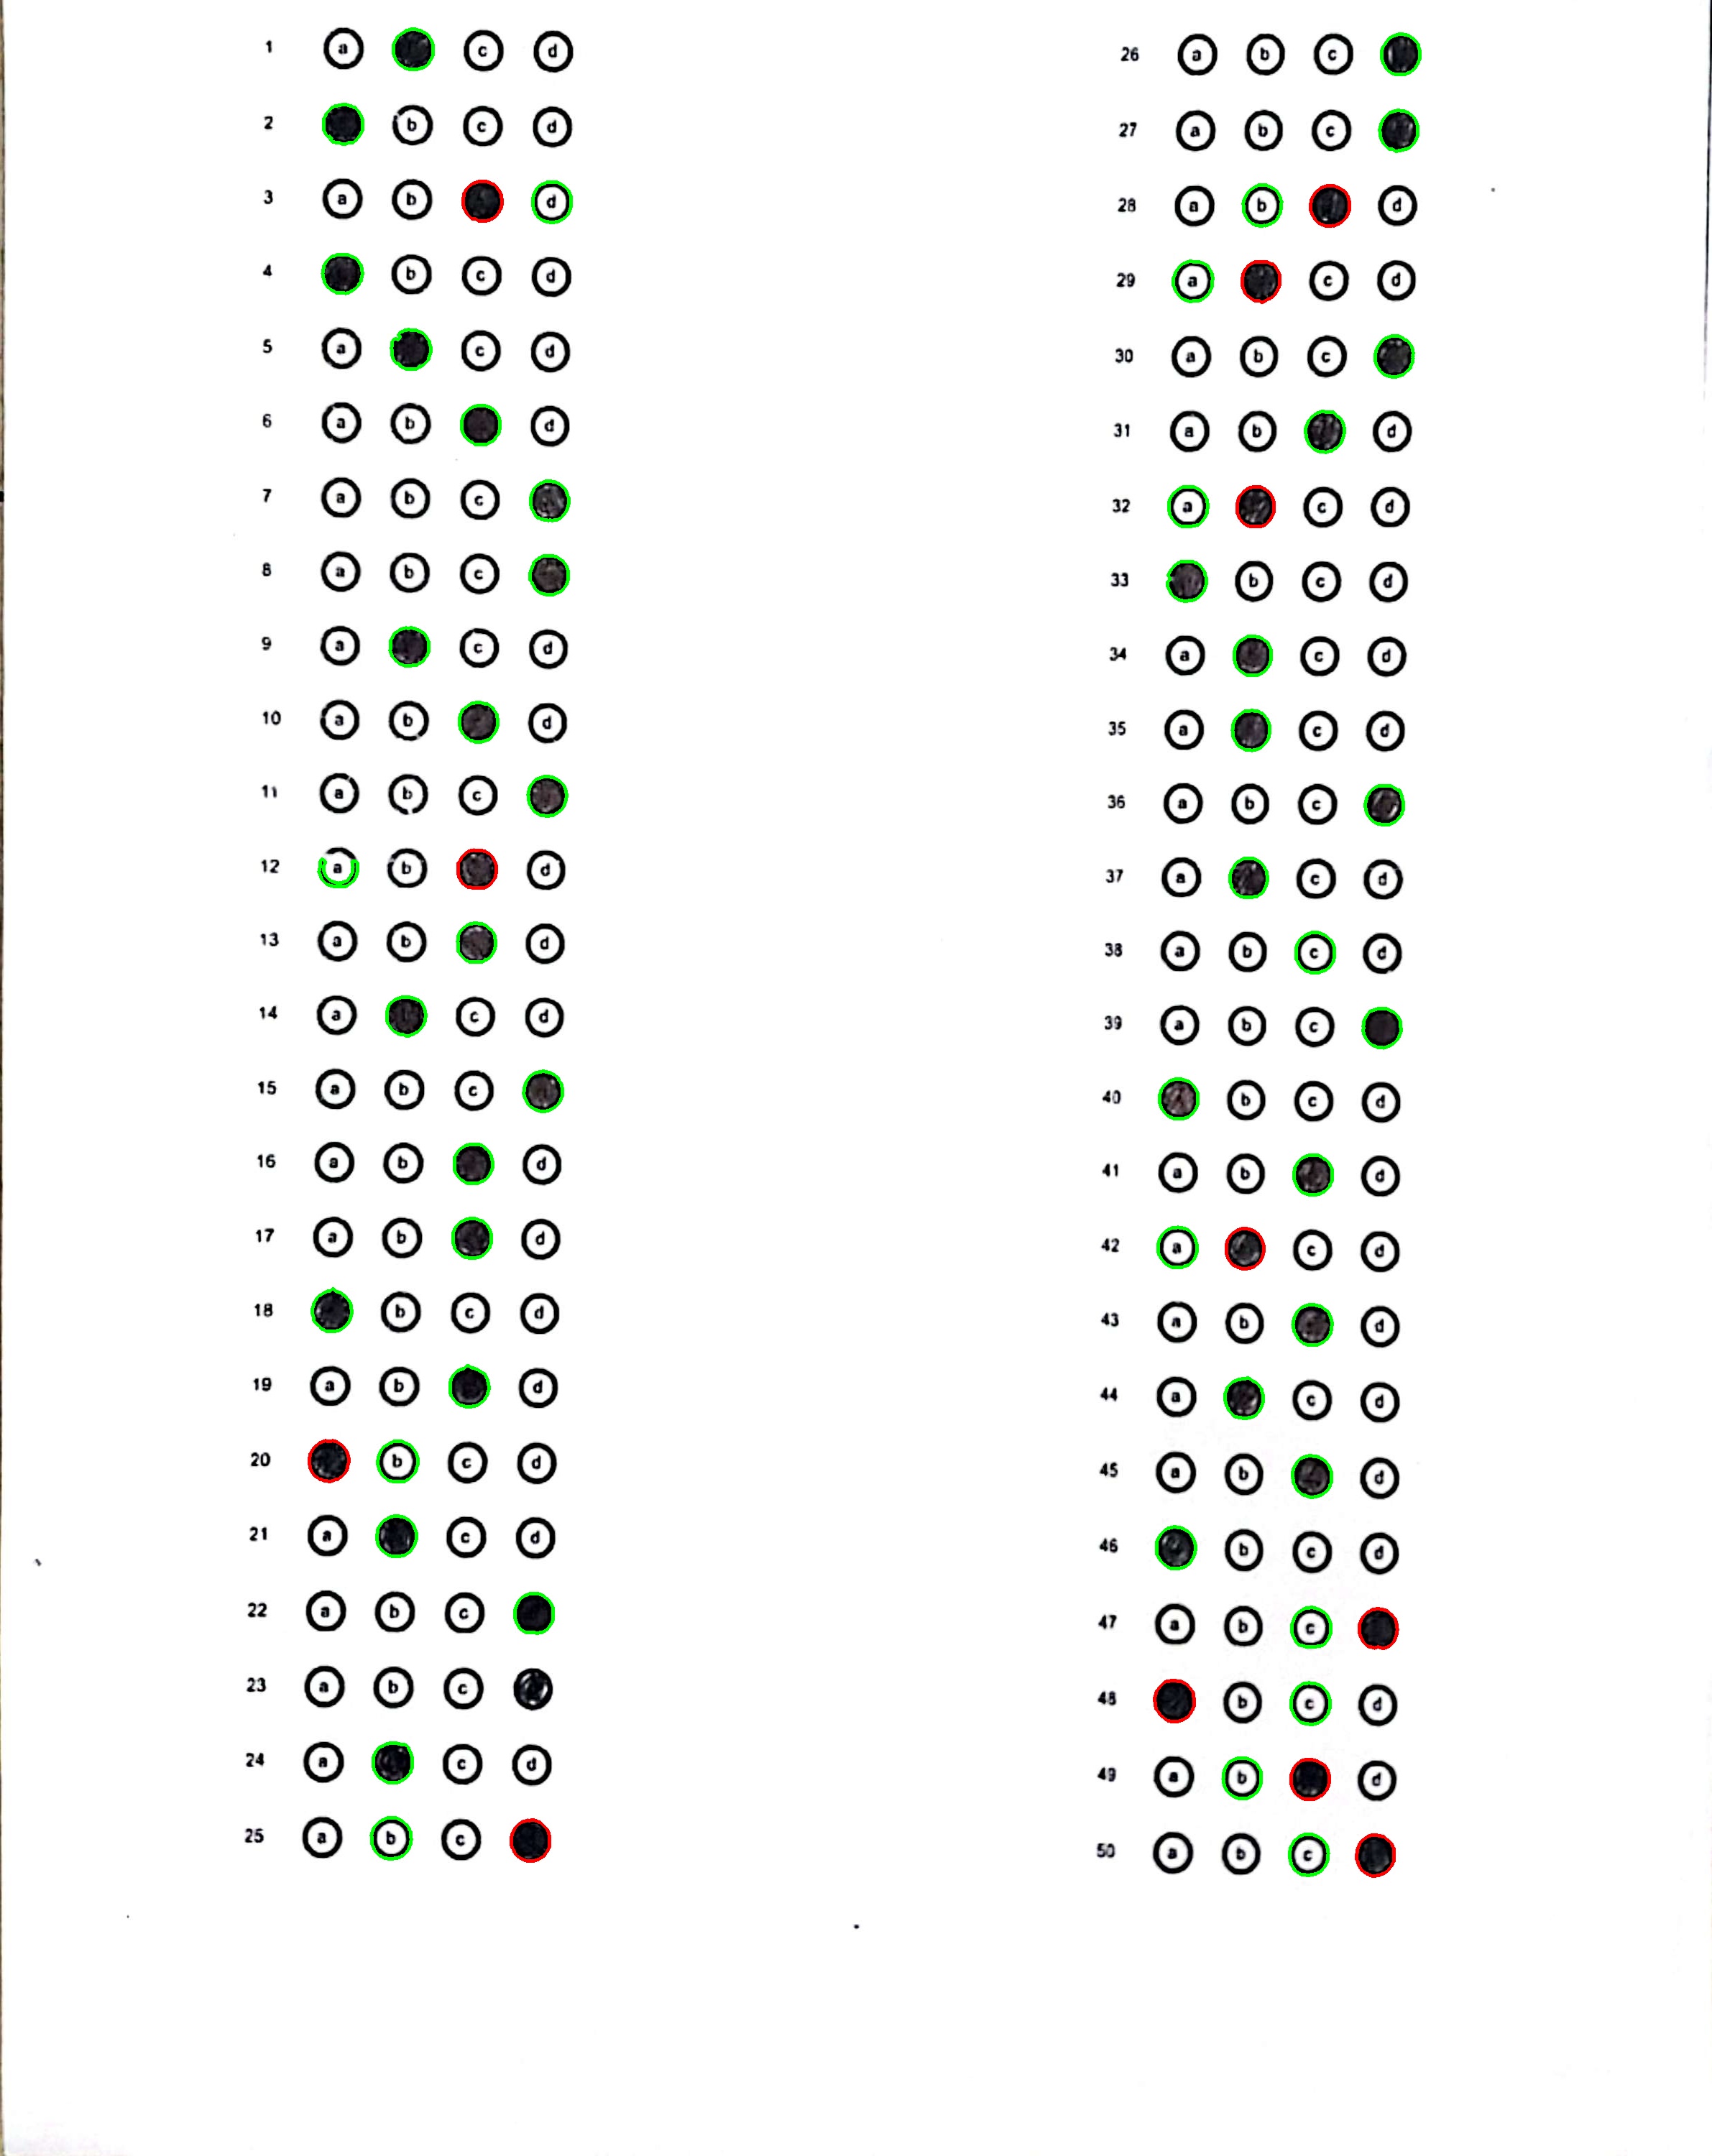 1 a c d
2 b c d
3 a b d
4 b c d
5 a c d
6 a b d
7 a b c
8 a b c
9 a c d
10 a b d
11 a b c
12 a b d
13 a b d
14 a c d
15 a b c
16 a b d
17 a b d
18 b c d
19 a b d
20 b c d
21 a c d
22 a b c
23 a b c
24 a c d
25 a b c
26 a b c
27 a b c
28 a b d
29 a c d
30 a b c
31 a b d
32 a c d
33 b c d
34 a c d
35 a c d
36 a b c
37 a c d
38 a b c d
39 a b c
40 b c d
41 a b d
42 a c d
43 a b d
44 a c d
45 a b d
46 b c d
47 a b c
48 b c d
49 a b d
50 a b c